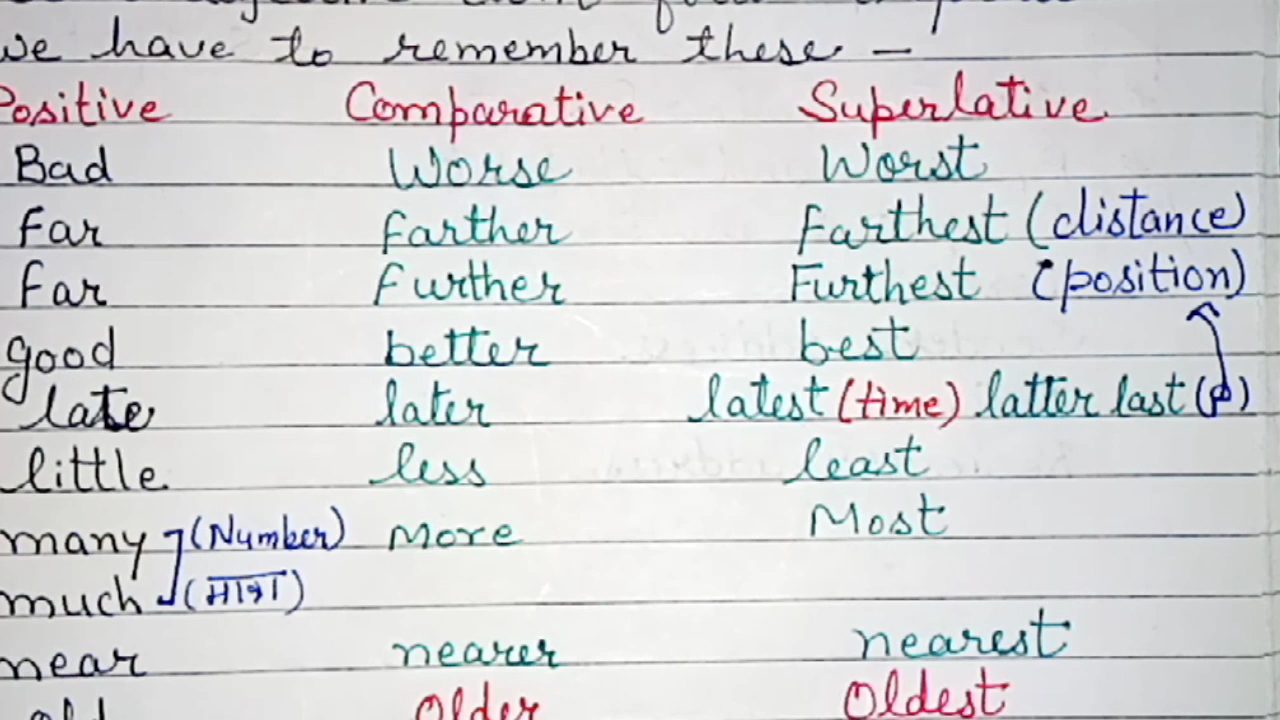 we have to remember these –
Positive Comparative Superlative
Bad Worse Worst
Far Farther Farthest (distance)
Far Further Furthest (position)
good better best
late later latest (time) latter last (p)
little less least
many (Number) More Most
much (मात्रा)
near nearer nearest
old older oldest